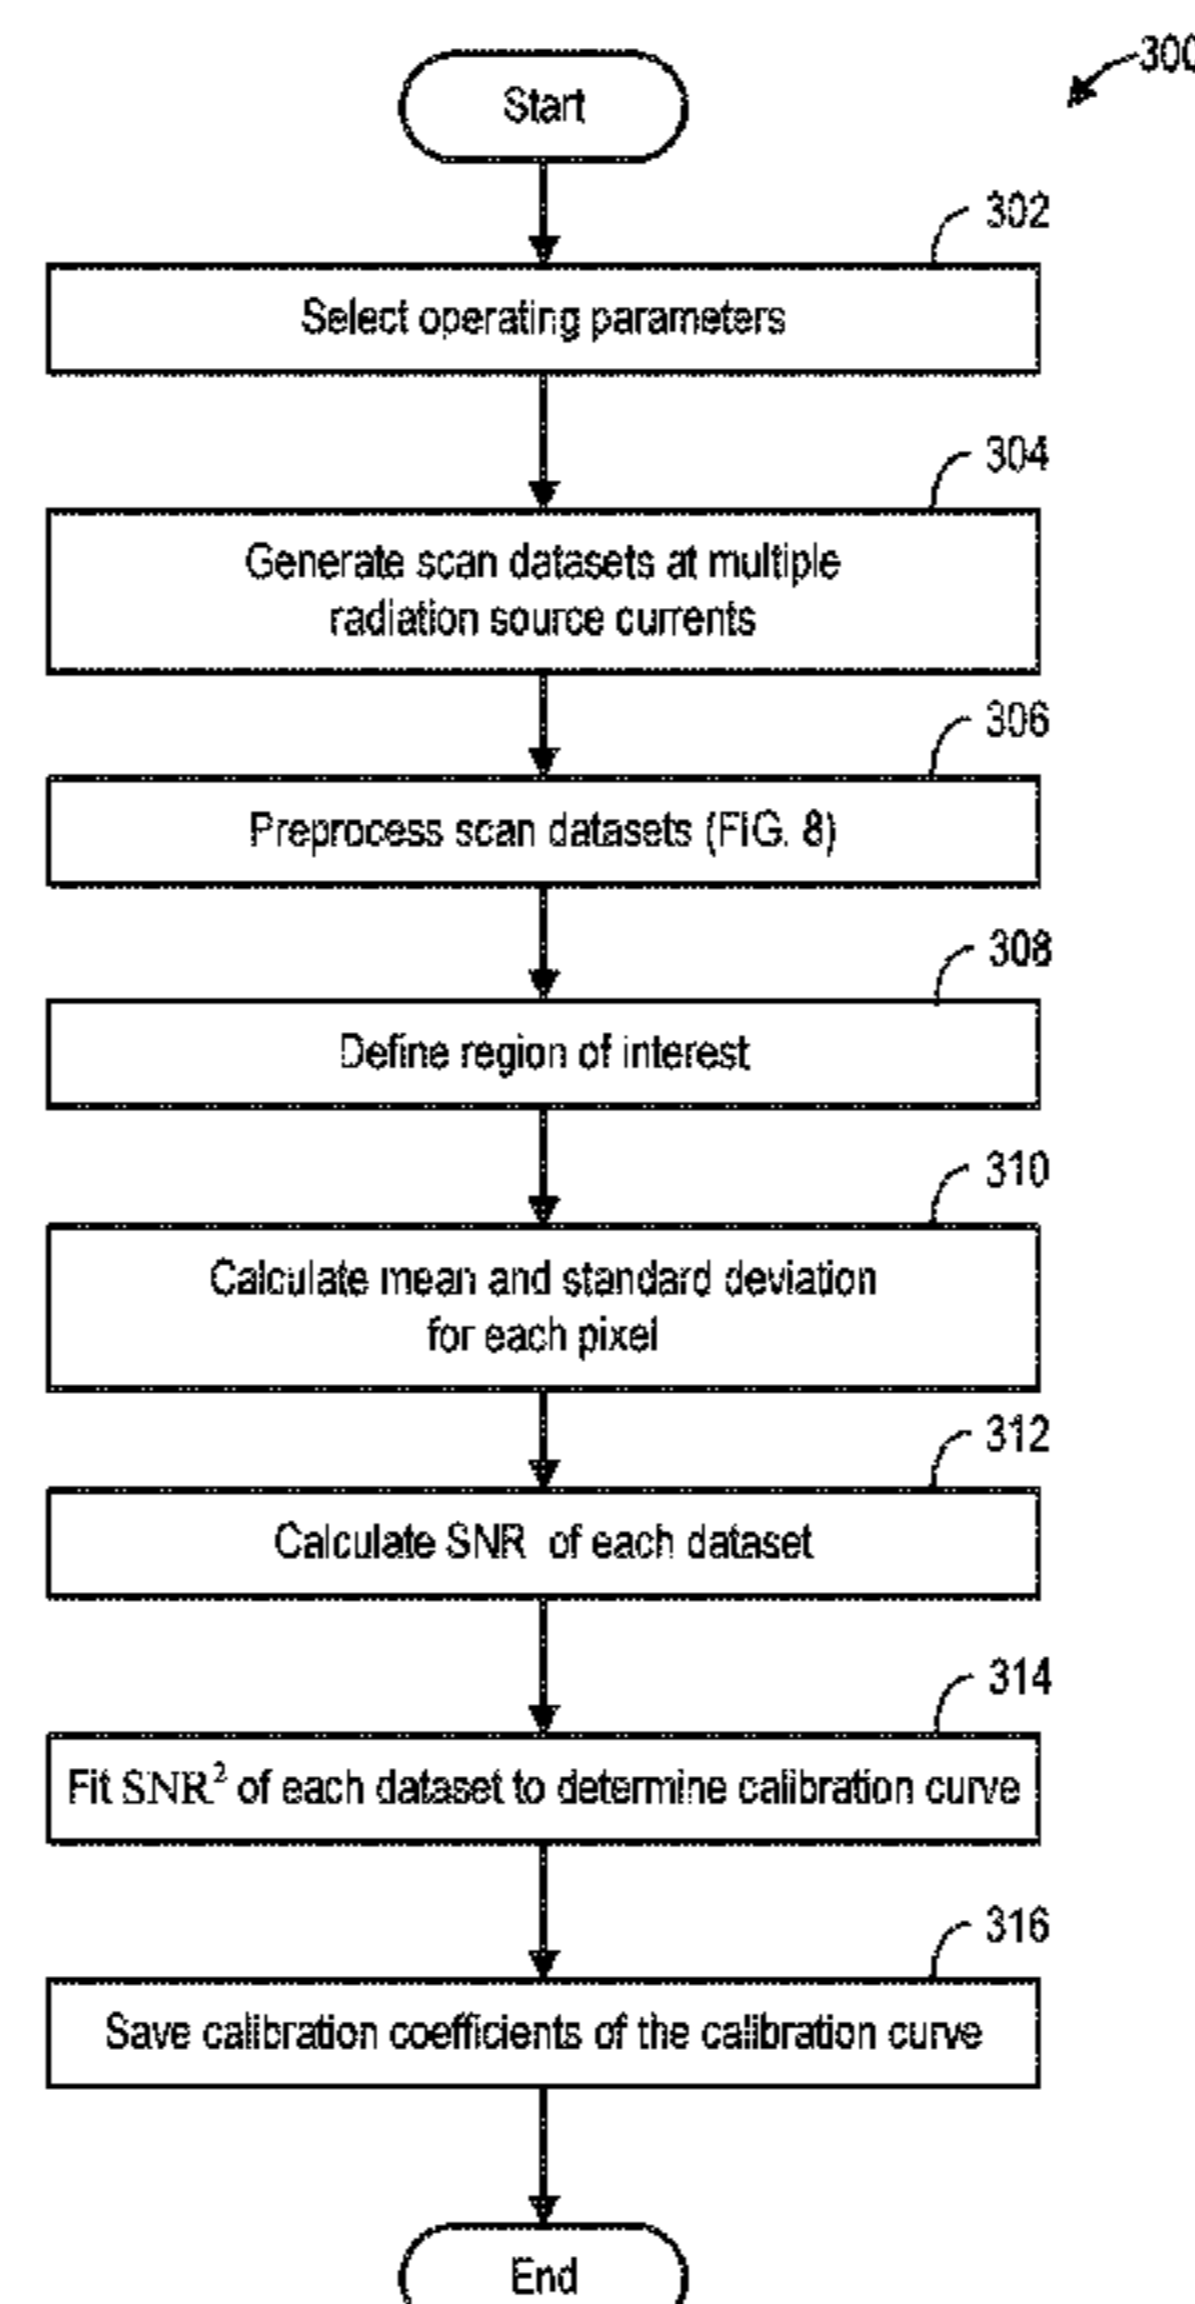 300
Start
302
Select operating parameters
304
Generate scan datasets at multiple
radiation source currents
306
Preprocess scan datasets (FIG. 8)
308
Define region of interest
310
Calculate mean and standard deviation
for each pixel
312
Calculate SNR of each dataset
314
Fit SNR² of each dataset to determine calibration curve
316
Save calibration coefficients of the calibration curve
End